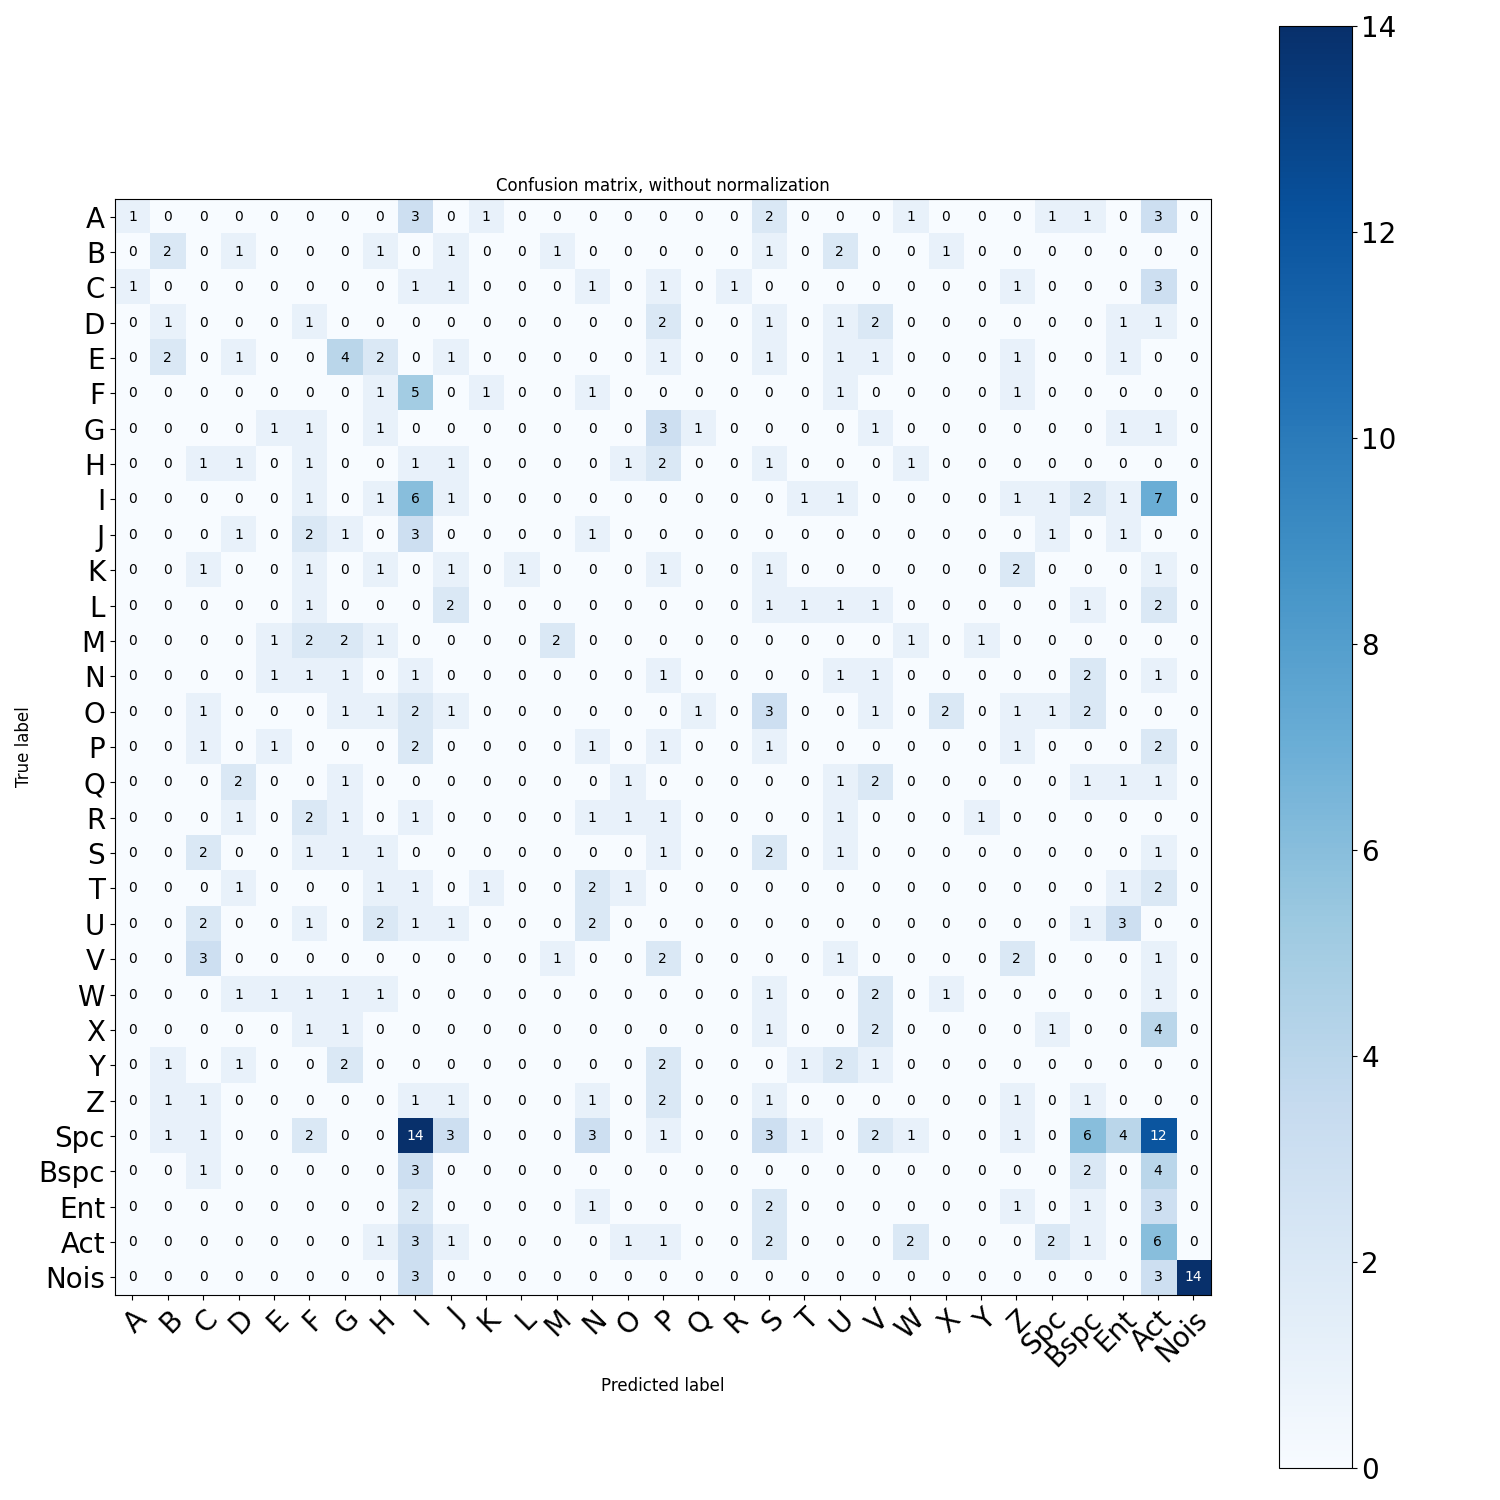 Confusion matrix, without normalization
True label
A 1 0 0 0 0 0 0 0 3 0 1 0 0 0 0 0 0 0 2 0 0 0 1 0 0 0 1 1 0 3 0
B 0 2 0 1 0 0 0 1 0 1 0 0 1 0 0 0 0 0 1 0 2 0 0 1 0 0 0 0 0 0 0
C 1 0 0 0 0 0 0 0 1 1 0 0 0 1 0 1 0 1 0 0 0 0 0 0 0 1 0 0 0 3 0
D 0 1 0 0 0 1 0 0 0 0 0 0 0 0 0 2 0 0 1 0 1 2 0 0 0 0 0 0 1 1 0
E 0 2 0 1 0 0 4 2 0 1 0 0 0 0 0 1 0 0 1 0 1 1 0 0 0 1 0 0 1 0 0
F 0 0 0 0 0 0 0 1 5 0 1 0 0 1 0 0 0 0 0 0 1 0 0 0 0 1 0 0 0 0 0
G 0 0 0 0 1 1 0 1 0 0 0 0 0 0 0 3 1 0 0 0 0 1 0 0 0 0 0 0 1 1 0
H 0 0 1 1 0 1 0 0 1 1 0 0 0 0 1 2 0 0 1 0 0 0 1 0 0 0 0 0 0 0 0
I 0 0 0 0 0 1 0 1 6 1 0 0 0 0 0 0 0 0 0 1 1 0 0 0 0 1 1 2 1 7 0
J 0 0 0 1 0 2 1 0 3 0 0 0 0 1 0 0 0 0 0 0 0 0 0 0 0 0 1 0 1 0 0
K 0 0 1 0 0 1 0 1 0 1 0 1 0 0 0 1 0 0 1 0 0 0 0 0 0 2 0 0 0 1 0
L 0 0 0 0 0 1 0 0 0 2 0 0 0 0 0 0 0 0 1 1 1 1 0 0 0 0 0 1 0 2 0
M 0 0 0 0 1 2 2 1 0 0 0 0 2 0 0 0 0 0 0 0 0 0 1 0 1 0 0 0 0 0 0
N 0 0 0 0 1 1 1 0 1 0 0 0 0 0 0 1 0 0 0 0 1 1 0 0 0 0 0 2 0 1 0
O 0 0 1 0 0 0 1 1 2 1 0 0 0 0 0 0 1 0 3 0 0 1 0 2 0 1 1 2 0 0 0
P 0 0 1 0 1 0 0 0 2 0 0 0 0 1 0 1 0 0 1 0 0 0 0 0 0 1 0 0 0 2 0
Q 0 0 0 2 0 0 1 0 0 0 0 0 0 0 1 0 0 0 0 0 1 2 0 0 0 0 0 1 1 1 0
R 0 0 0 1 0 2 1 0 1 0 0 0 0 1 1 1 0 0 0 0 1 0 0 0 1 0 0 0 0 0 0
S 0 0 2 0 0 1 1 1 0 0 0 0 0 0 0 1 0 0 2 0 1 0 0 0 0 0 0 0 0 1 0
T 0 0 0 1 0 0 0 1 1 0 1 0 0 2 1 0 0 0 0 0 0 0 0 0 0 0 0 0 1 2 0
U 0 0 2 0 0 1 0 2 1 1 0 0 0 2 0 0 0 0 0 0 0 0 0 0 0 0 0 1 3 0 0
V 0 0 3 0 0 0 0 0 0 0 0 0 1 0 0 2 0 0 0 0 1 0 0 0 0 2 0 0 0 1 0
W 0 0 0 1 1 1 1 1 0 0 0 0 0 0 0 0 0 0 1 0 0 2 0 1 0 0 0 0 0 1 0
X 0 0 0 0 0 1 1 0 0 0 0 0 0 0 0 0 0 0 1 0 0 2 0 0 0 0 1 0 0 4 0
Y 0 1 0 1 0 0 2 0 0 0 0 0 0 0 0 2 0 0 0 1 2 1 0 0 0 0 0 0 0 0 0
Z 0 1 1 0 0 0 0 0 1 1 0 0 0 1 0 2 0 0 1 0 0 0 0 0 0 1 0 1 0 0 0
Spc 0 1 1 0 0 2 0 0 14 3 0 0 0 3 0 1 0 0 3 1 0 2 1 0 0 1 0 6 4 12 0
Bspc 0 0 1 0 0 0 0 0 3 0 0 0 0 0 0 0 0 0 0 0 0 0 0 0 0 0 0 2 0 4 0
Ent 0 0 0 0 0 0 0 0 2 0 0 0 0 1 0 0 0 0 2 0 0 0 0 0 0 1 0 1 0 3 0
Act 0 0 0 0 0 0 0 1 3 1 0 0 0 0 1 1 0 0 2 0 0 0 2 0 0 0 2 1 0 6 0
Nois 0 0 0 0 0 0 0 0 3 0 0 0 0 0 0 0 0 0 0 0 0 0 0 0 0 0 0 0 0 3 14
A B C D E F G H I J K L M N O P Q R S T U V W X Y Z Spc Bspc Ent Act Nois
Predicted label
14
12
10
8
6
4
2
0